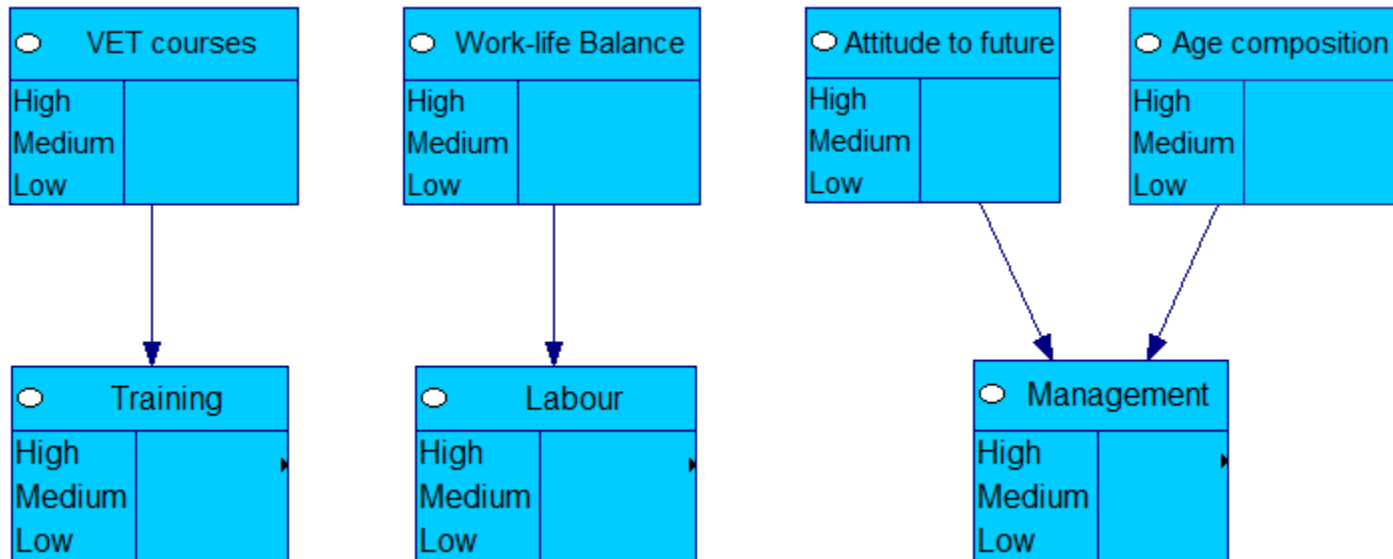 VET courses
High
Medium
Low
Work-life Balance
High
Medium
Low
Attitude to future
High
Medium
Low
Age composition
High
Medium
Low
Training
High
Medium
Low
Labour
High
Medium
Low
Management
High
Medium
Low